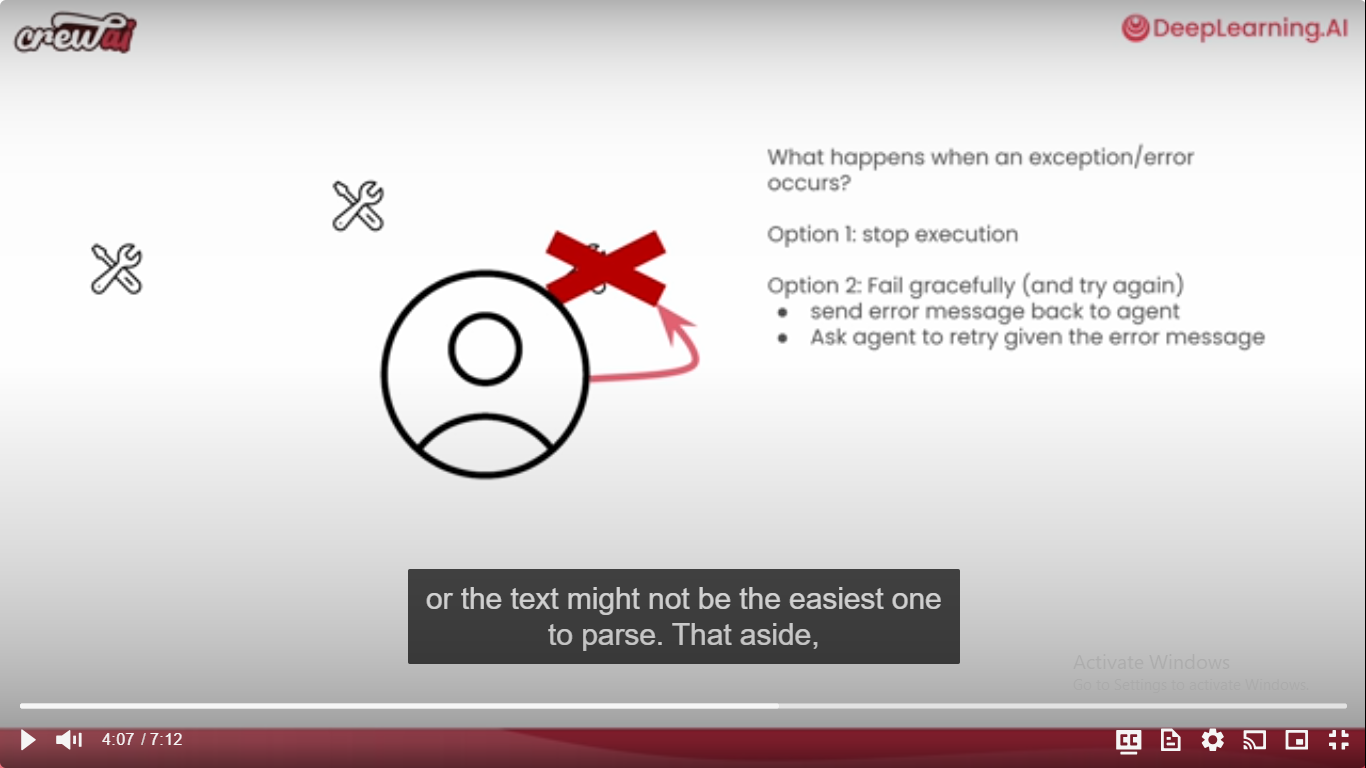 crewai
DeepLearning.AI
What happens when an exception/error
occurs?
Option 1: stop execution
Option 2: Fail gracefully (and try again)
● send error message back to agent
● Ask agent to retry given the error message
or the text might not be the easiest one
to parse. That aside,
Activate Windows
Go to Settings to activate Windows.
4:07 / 7:12
CC